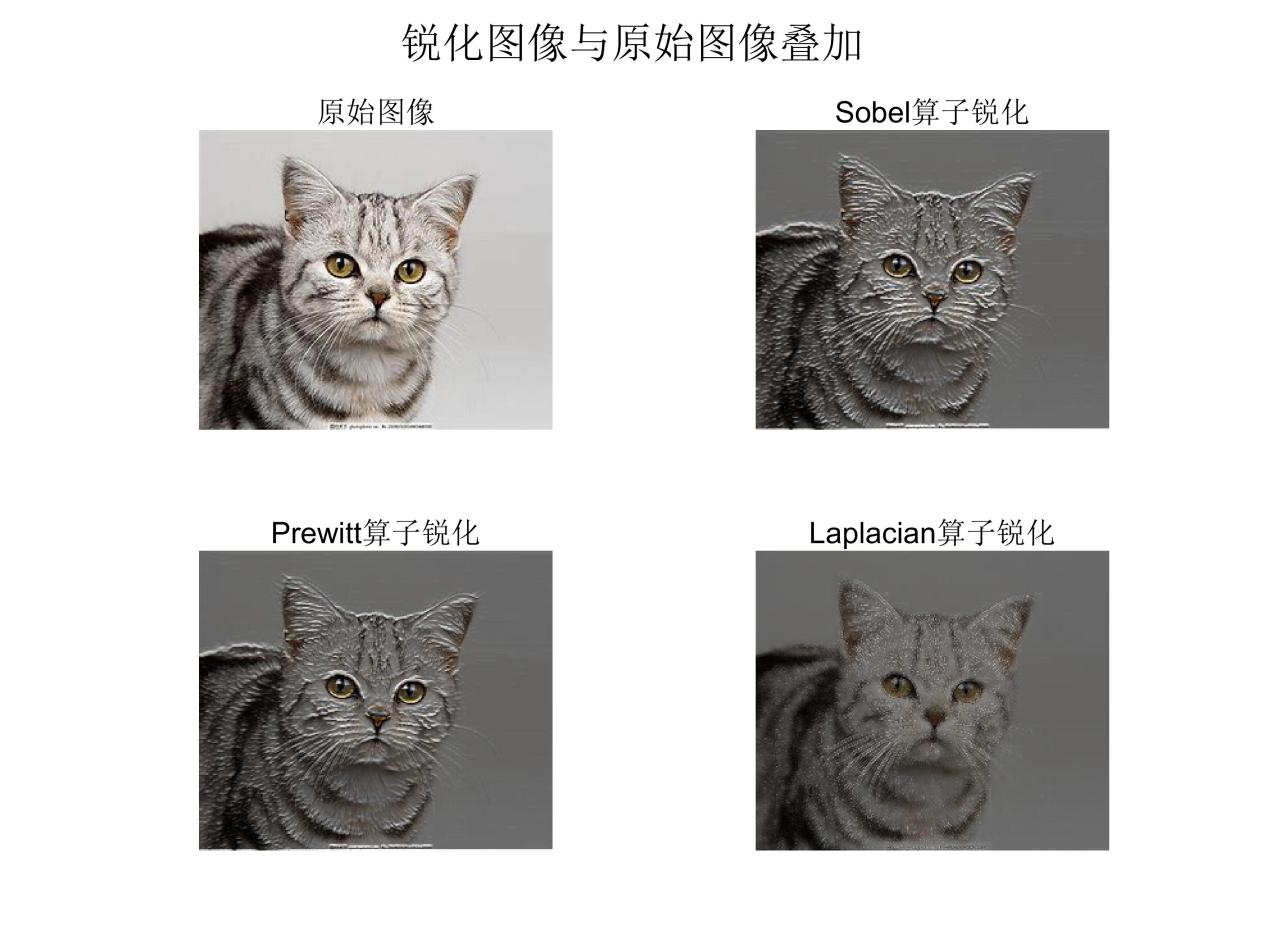 锐化图像与原始图像叠加
原始图像
Sobel算子锐化
Prewitt算子锐化
Laplacian算子锐化